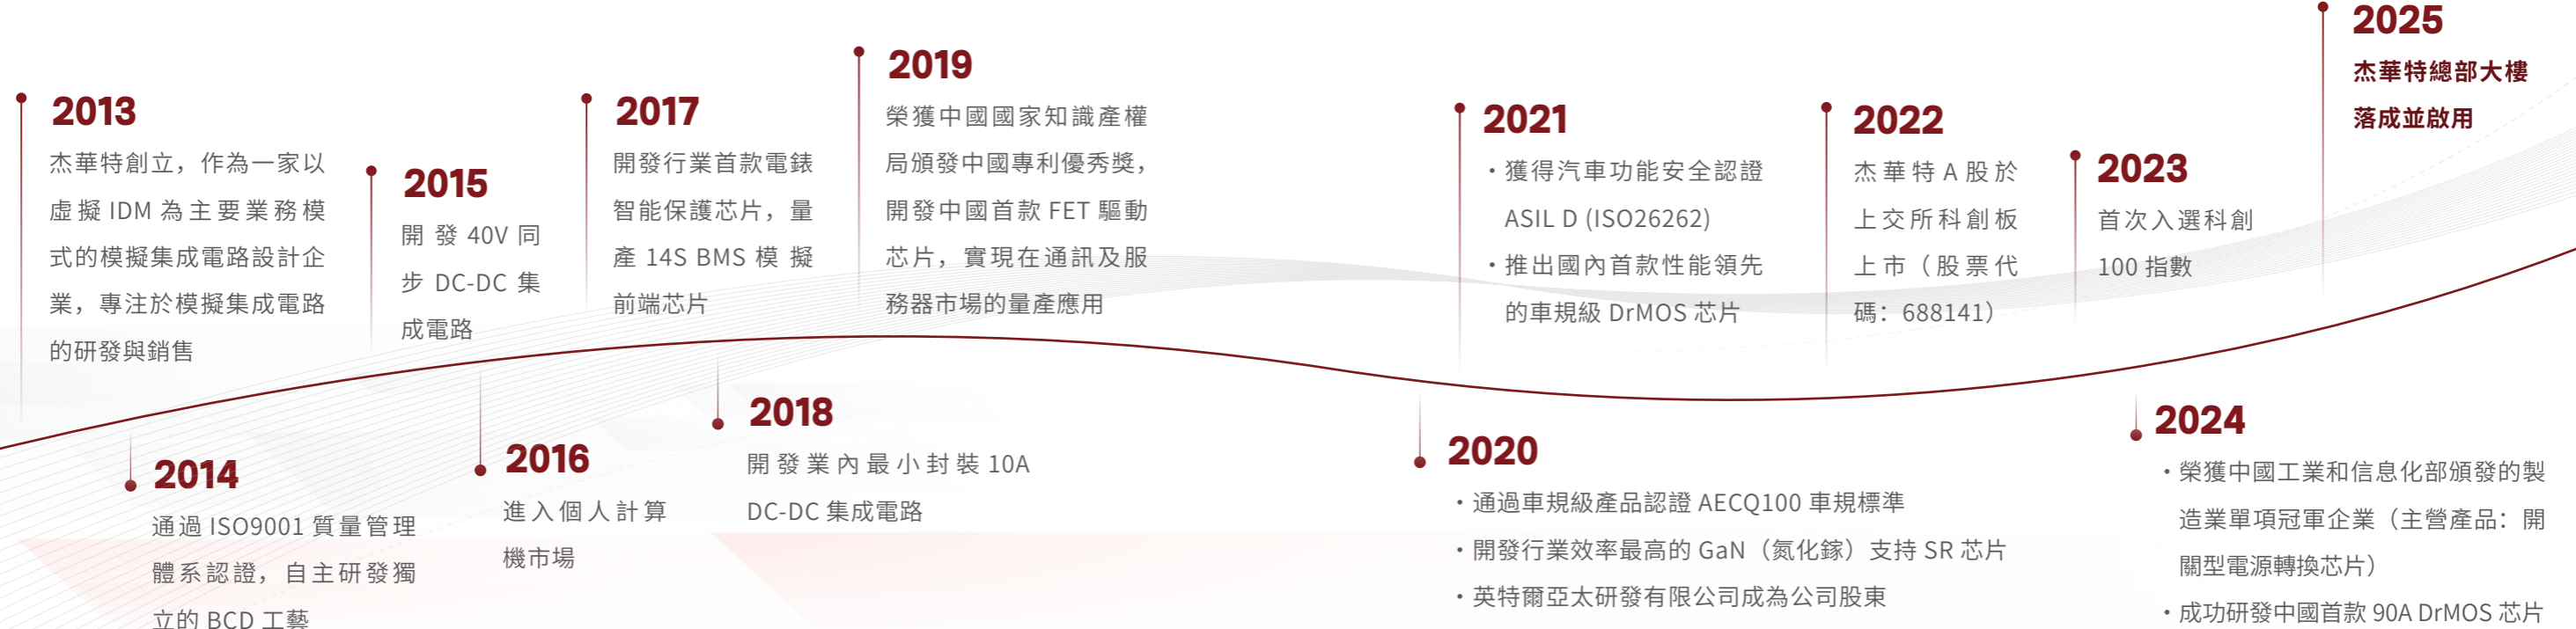 2013
杰華特創立，作為一家以
虛擬 IDM 為主要業務模
式的模擬集成電路設計企
業，專注於模擬集成電路
的研發與銷售
2014
通過 ISO9001 質量管理
體系認證，自主研發獨
立的 BCD 工藝
2015
開發 40V 同
步 DC-DC 集
成電路
2016
進入個人計算
機市場
2017
開發行業首款電錶
智能保護芯片，量
產 14S BMS 模擬
前端芯片
2018
開發業內最小封裝 10A
DC-DC 集成電路
2019
榮獲中國國家知識產權
局頒發中國專利優秀獎，
開發中國首款 FET 驅動
芯片，實現在通訊及服
務器市場的量產應用
2020
・通過車規級產品認證 AECQ100 車規標準
・開發行業效率最高的 GaN（氮化鎵）支持 SR 芯片
・英特爾亞太研發有限公司成為公司股東
2021
・獲得汽車功能安全認證
ASIL D (ISO26262)
・推出國內首款性能領先
的車規級 DrMOS 芯片
2022
杰華特 A 股於
上交所科創板
上市（股票代
碼：688141）
2023
首次入選科創
100 指數
2024
・榮獲中國工業和信息化部頒發的製
造業單項冠軍企業（主營產品：開
關型電源轉換芯片）
・成功研發中國首款 90A DrMOS 芯片
2025
杰華特總部大樓
落成並啟用